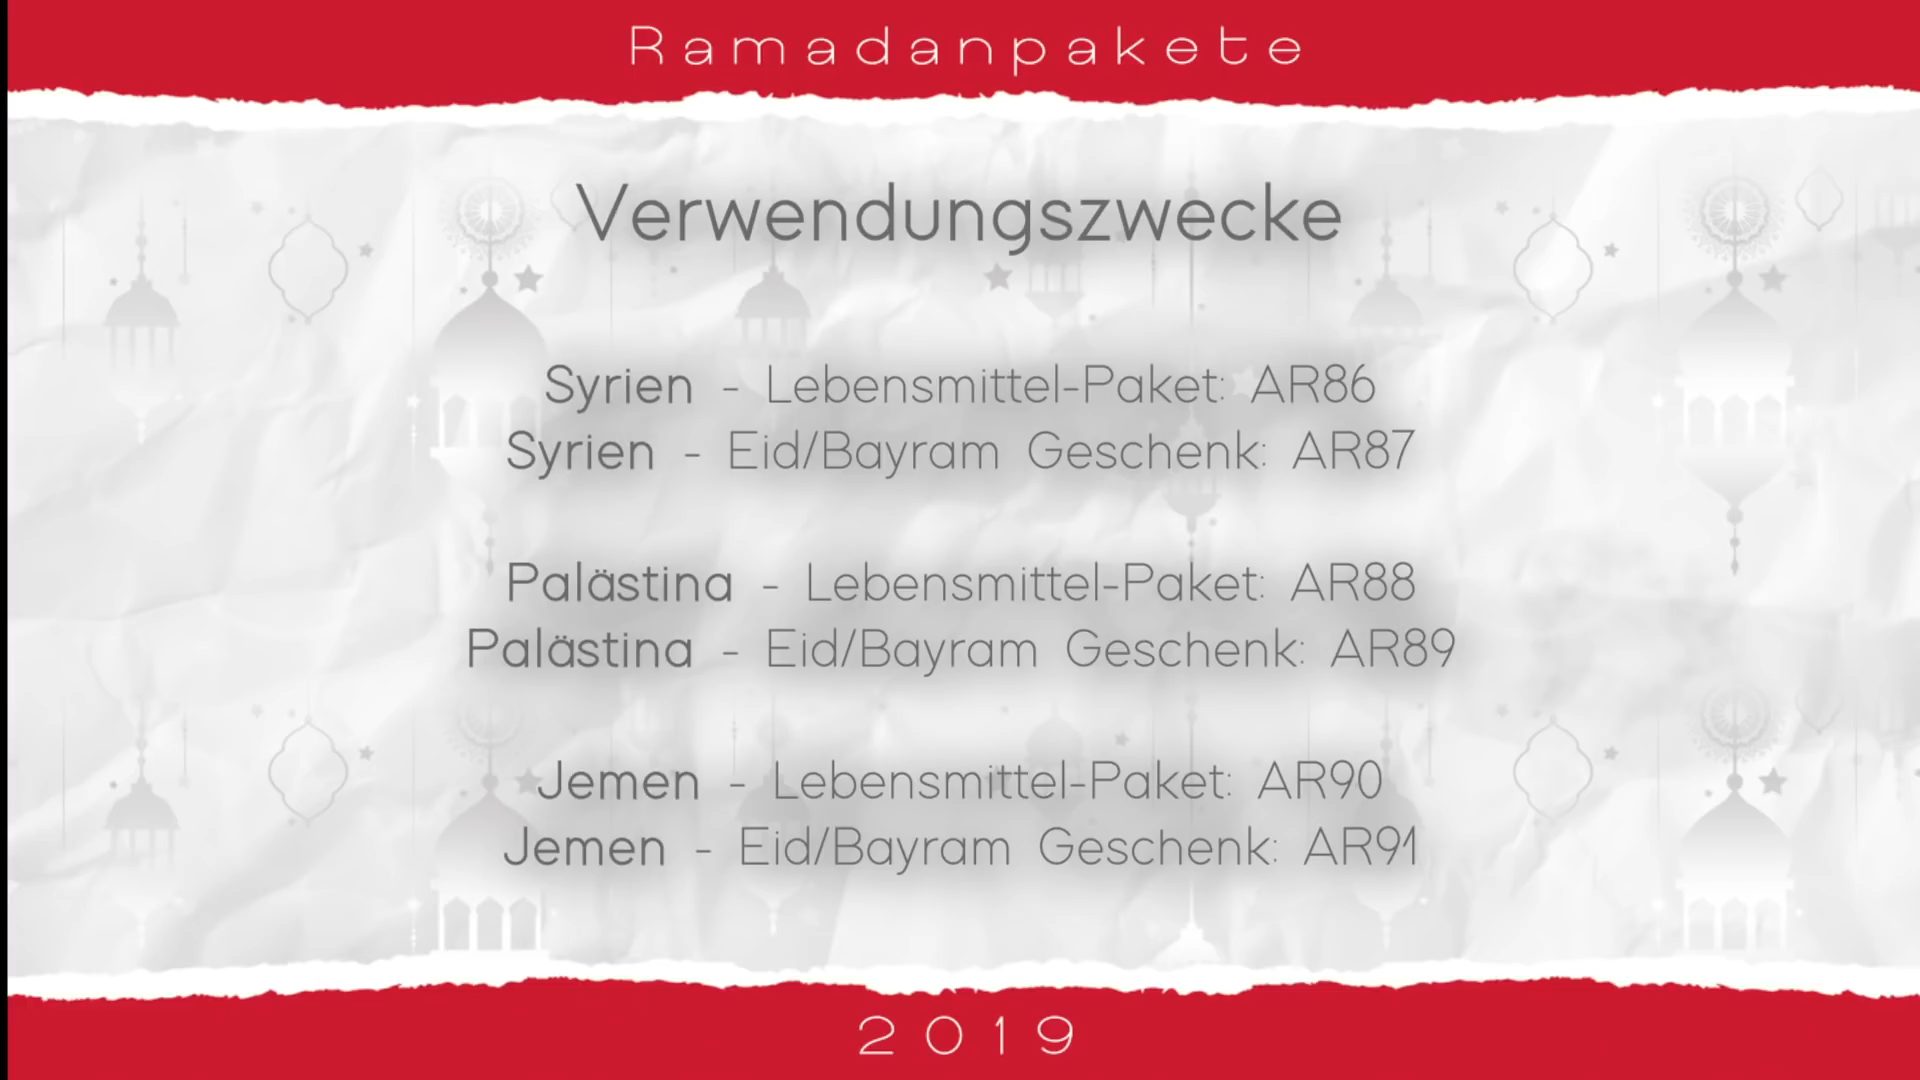 Ramadanpakete
Verwendungszwecke
Syrien - Lebensmittel-Paket: AR86
Syrien - Eid/Bayram Geschenk: AR87
Palästina - Lebensmittel-Paket: AR88
Palästina - Eid/Bayram Geschenk: AR89
Jemen - Lebensmittel-Paket: AR90
Jemen - Eid/Bayram Geschenk: AR91
2019